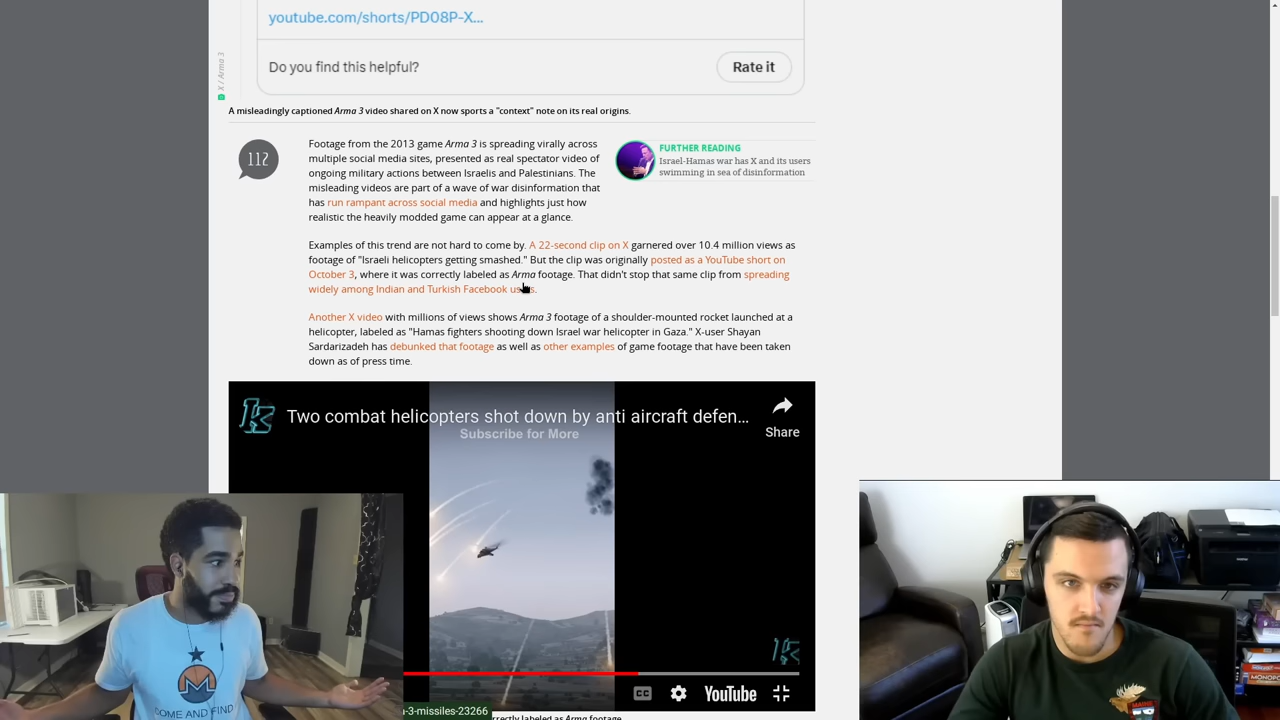 youtube.com/shorts/PD08P-X...
Do you find this helpful?
Rate it
X / Arma 3
A misleadingly captioned Arma 3 video shared on X now sports a "context" note on its real origins.
112
Footage from the 2013 game Arma 3 is spreading virally across
multiple social media sites, presented as real spectator video of
ongoing military actions between Israelis and Palestinians. The
misleading videos are part of a wave of war disinformation that
has run rampant across social media and highlights just how
realistic the heavily modded game can appear at a glance.
FURTHER READING
Israel-Hamas war has X and its users
swimming in sea of disinformation
Examples of this trend are not hard to come by. A 22-second clip on X garnered over 10.4 million views as
footage of "Israeli helicopters getting smashed." But the clip was originally posted as a YouTube short on
October 3, where it was correctly labeled as Arma footage. That didn't stop that same clip from spreading
widely among Indian and Turkish Facebook users.
Another X video with millions of views shows Arma 3 footage of a shoulder-mounted rocket launched at a
helicopter, labeled as "Hamas fighters shooting down Israel war helicopter in Gaza." X-user Shayan
Sardarizadeh has debunked that footage as well as other examples of game footage that have been taken
down as of press time.
Two combat helicopters shot down by anti aircraft defen...
Share
Subscribe for More
CC
YouTube
-3-missiles-23266
rrectly labeled as Arma footage.
COME AND FIND
MONOPO